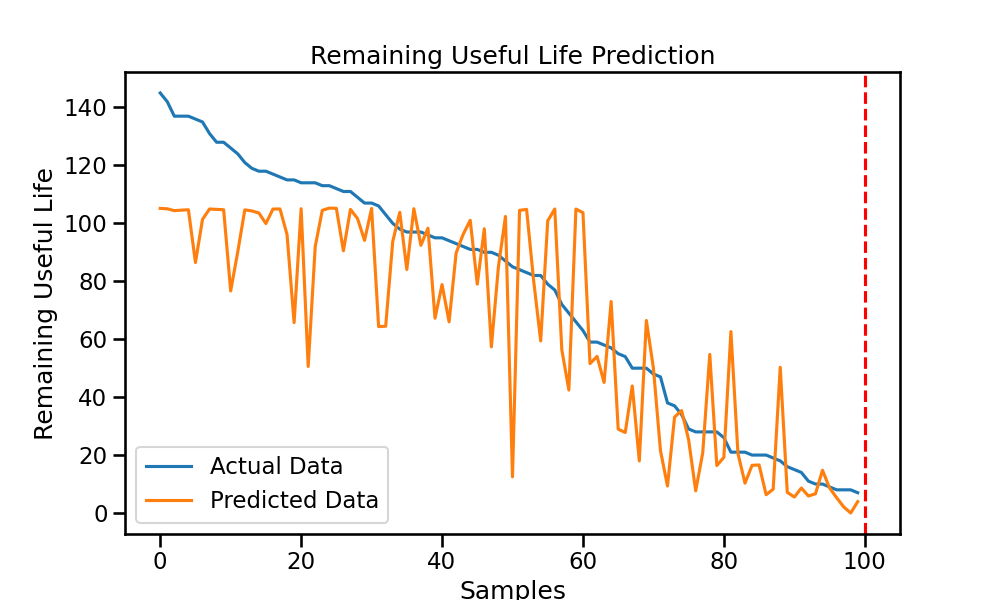 Remaining Useful Life Prediction
Remaining Useful Life
140
120
100
80
60
40
20
0
Actual Data
Predicted Data
0 20 40 60 80 100
Samples